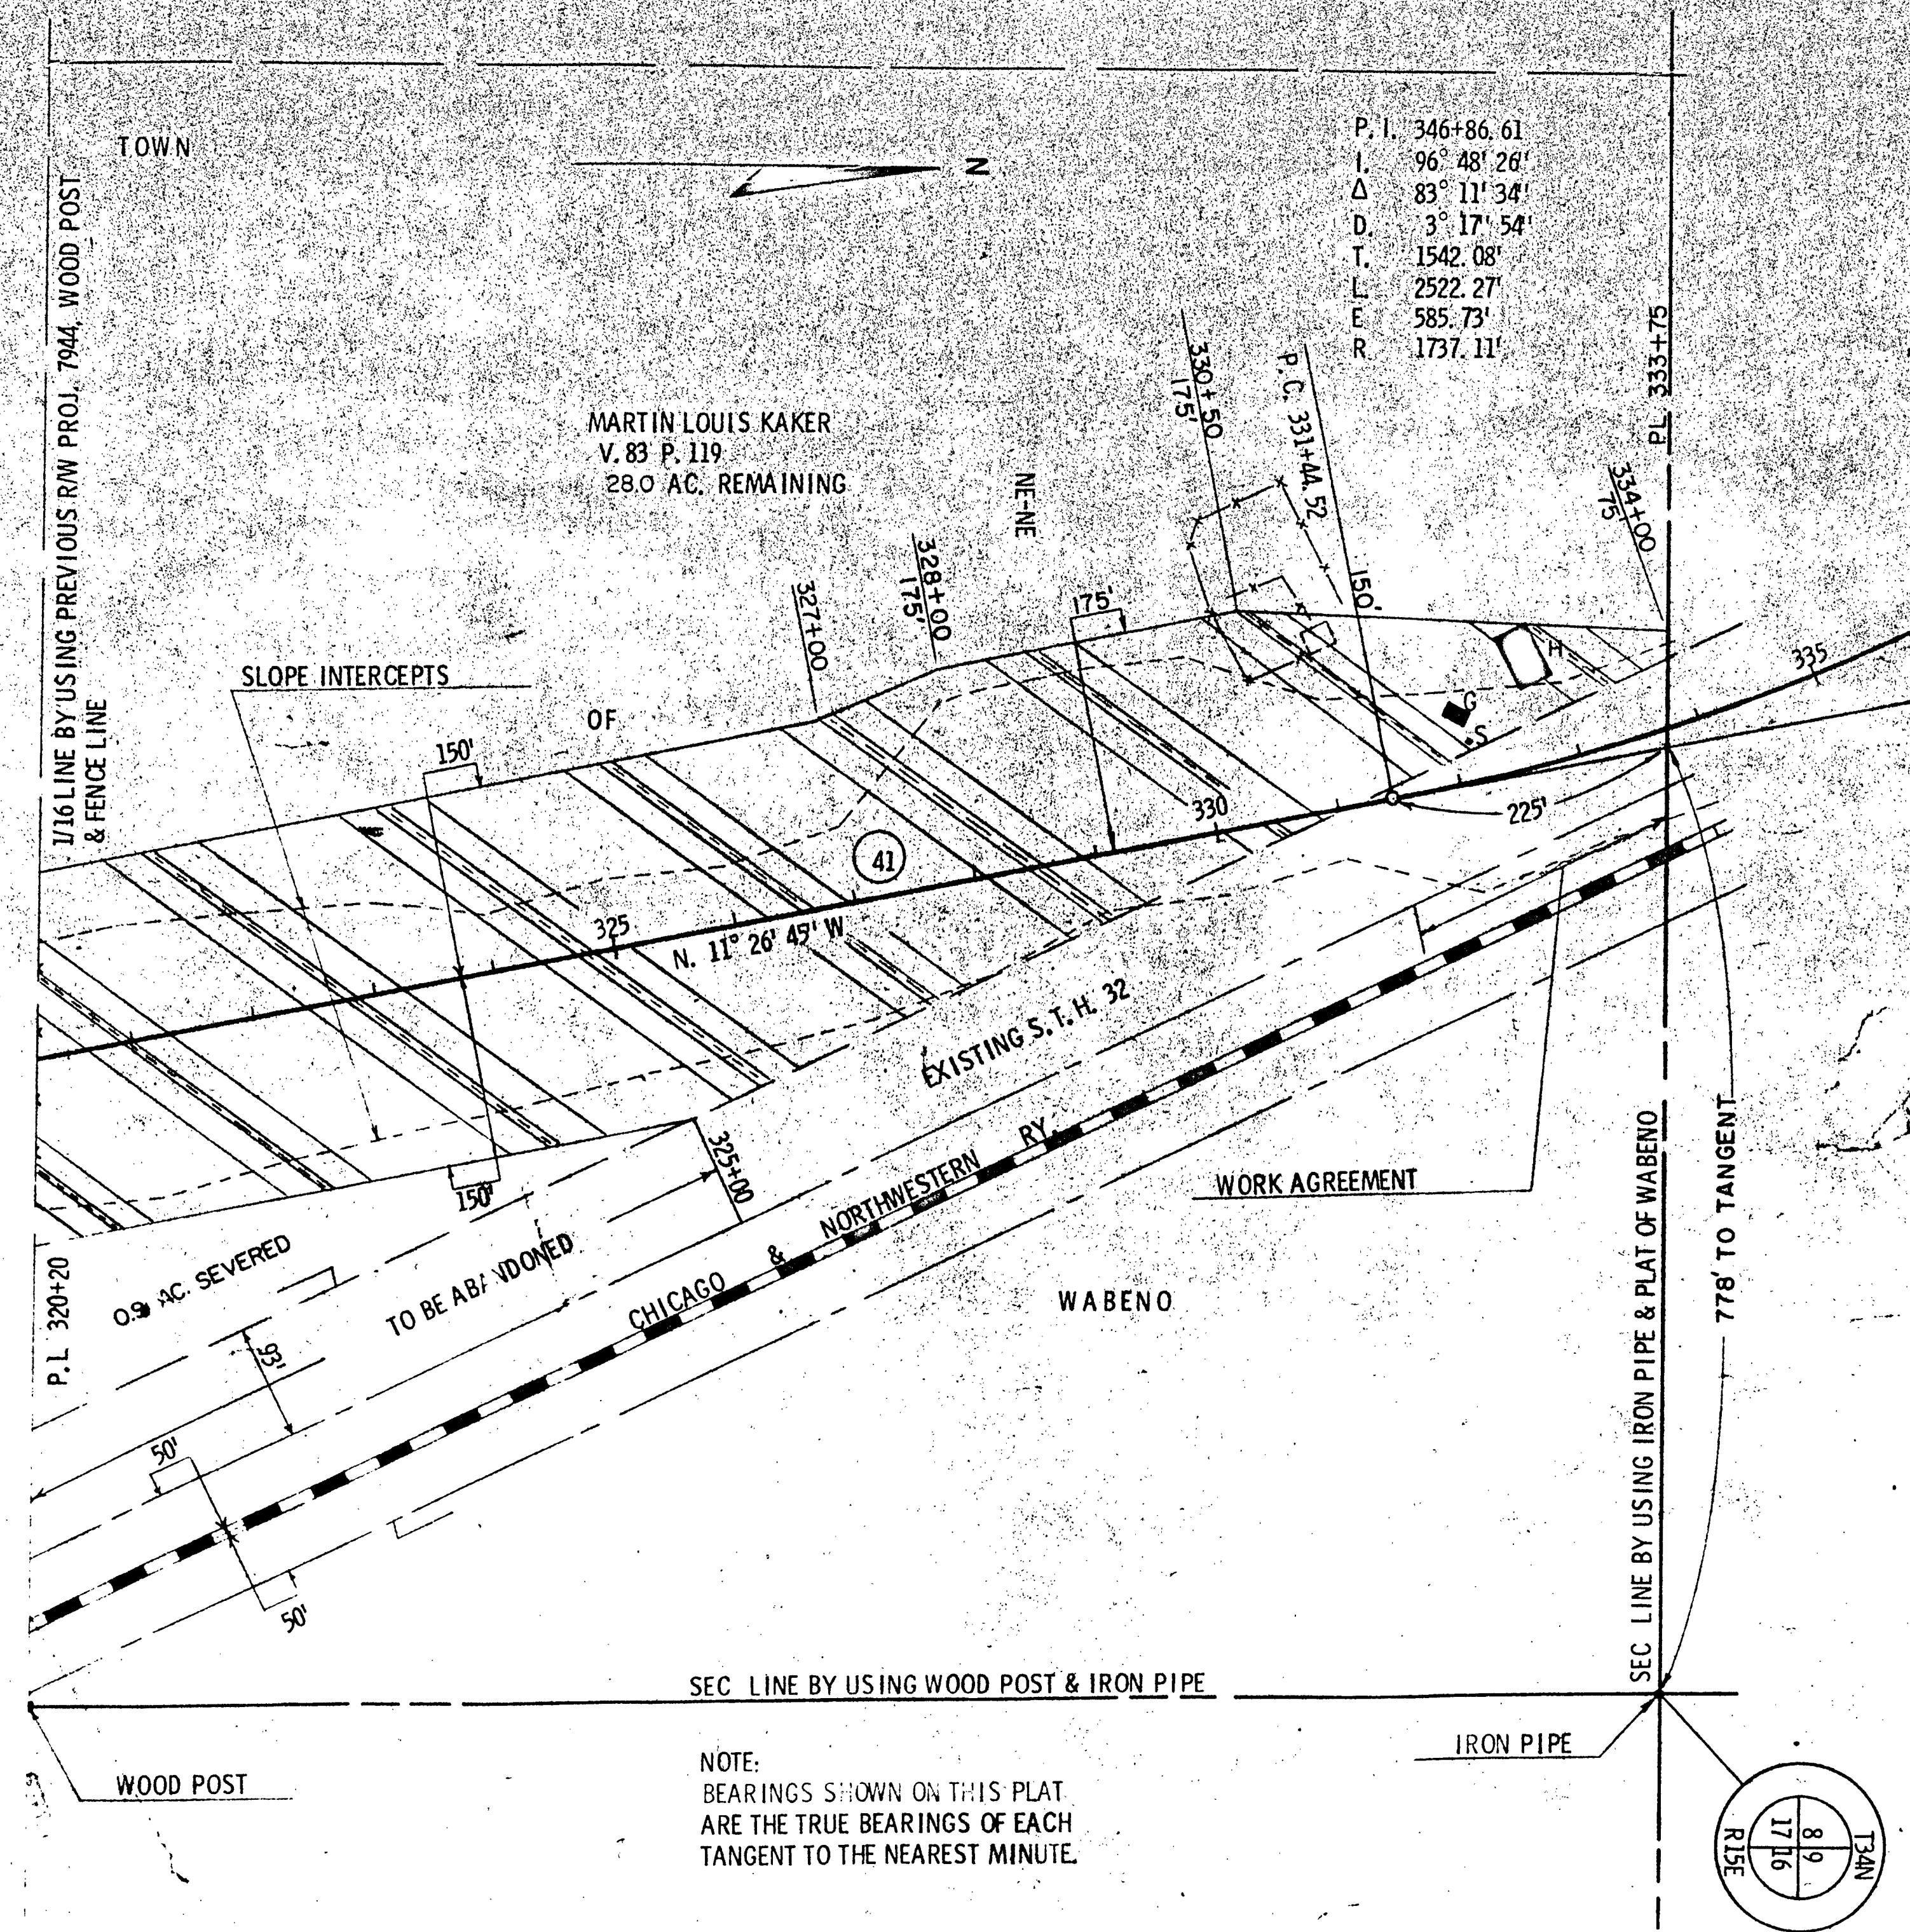 TOWN
N
P. I. 346+86. 61
I. 96° 48' 26"
Δ 83° 11' 34"
D. 3° 17' 54"
T. 1542. 08'
L 2522. 27'
E 585. 73'
R 1737. 11'
1/16 LINE BY USING PREVIOUS R/W PROJ. 7944, WOOD POST
& FENCE LINE
MARTIN LOUIS KAKER
V. 83 P. 119
28.0 AC. REMAINING
NE-NE
330+50
175'
P. C. 331+44. 52
150'
PL 333+75
334+00
75'
327+00
328+00
175'
175'
SLOPE INTERCEPTS
OF
150'
H
G
S
335
330
225'
41
325
N. 11° 26' 45" W
EXISTING S. T. H. 32
325+00
150'
WORK AGREEMENT
CHICAGO & NORTHWESTERN RY.
P.L 320+20
AC. SEVERED
TO BE ABANDONED
93'
WABENO
50'
50'
SEC LINE BY USING IRON PIPE & PLAT OF WABENO
778' TO TANGENT
SEC LINE BY USING WOOD POST & IRON PIPE
WOOD POST
IRON PIPE
NOTE:
BEARINGS SHOWN ON THIS PLAT
ARE THE TRUE BEARINGS OF EACH
TANGENT TO THE NEAREST MINUTE.
T34N
8 9
17 16
R15E